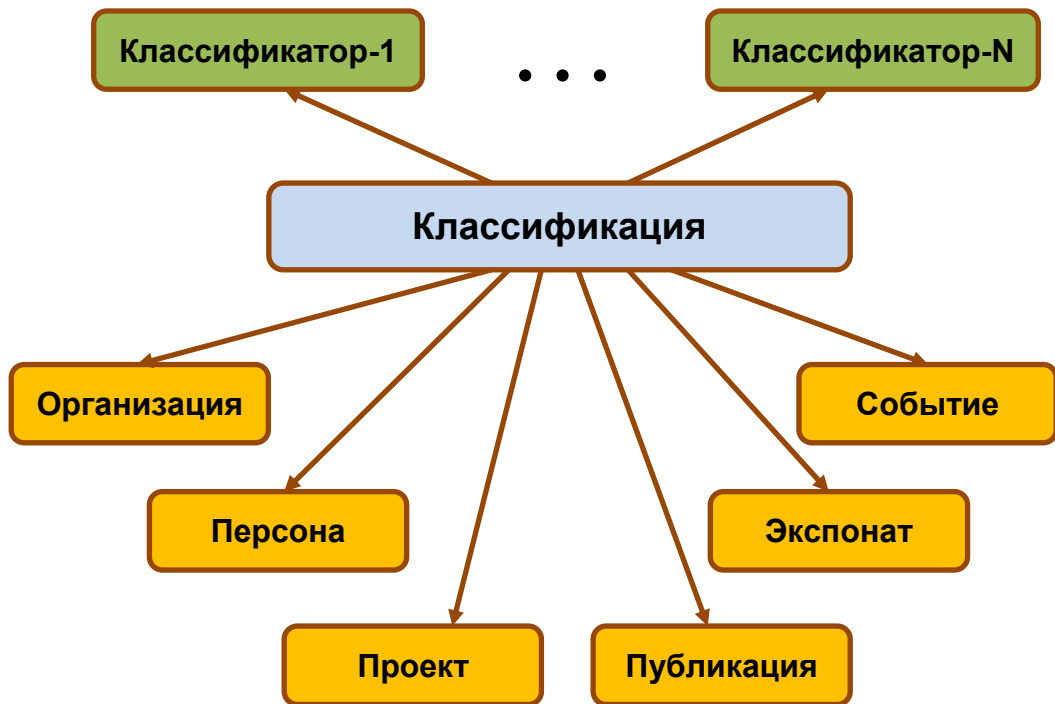 Классификатор-1
. . .
Классификатор-N
Классификация
Организация
Событие
Персона
Экспонат
Проект
Публикация